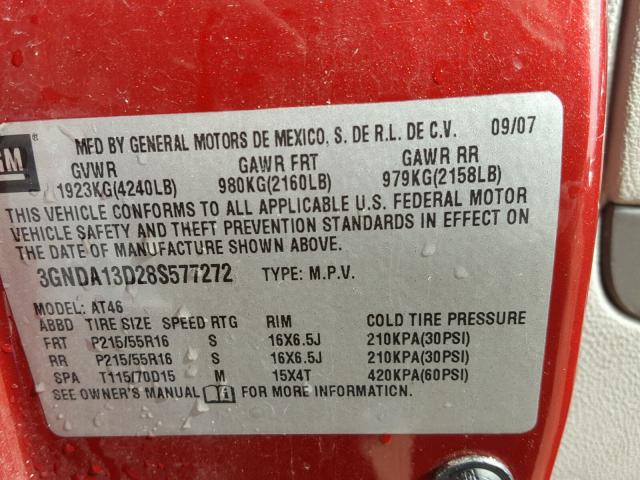 GM ®
MFD BY GENERAL MOTORS DE MEXICO, S. DE R.L. DE C.V. 09/07
GVWR GAWR FRT GAWR RR
1923KG(4240LB) 980KG(2160LB) 979KG(2158LB)
THIS VEHICLE CONFORMS TO ALL APPLICABLE U.S. FEDERAL MOTOR
VEHICLE SAFETY AND THEFT PREVENTION STANDARDS IN EFFECT ON
THE DATE OF MANUFACTURE SHOWN ABOVE.
3GNDA13D28S577272 TYPE: M.P.V.
MODEL: AT46
ABBD TIRE SIZE SPEED RTG RIM COLD TIRE PRESSURE
FRT P215/55R16 S 16X6.5J 210KPA(30PSI)
RR P215/55R16 S 16X6.5J 210KPA(30PSI)
SPA T115/70D15 M 15X4T 420KPA(60PSI)
SEE OWNER'S MANUAL FOR MORE INFORMATION.